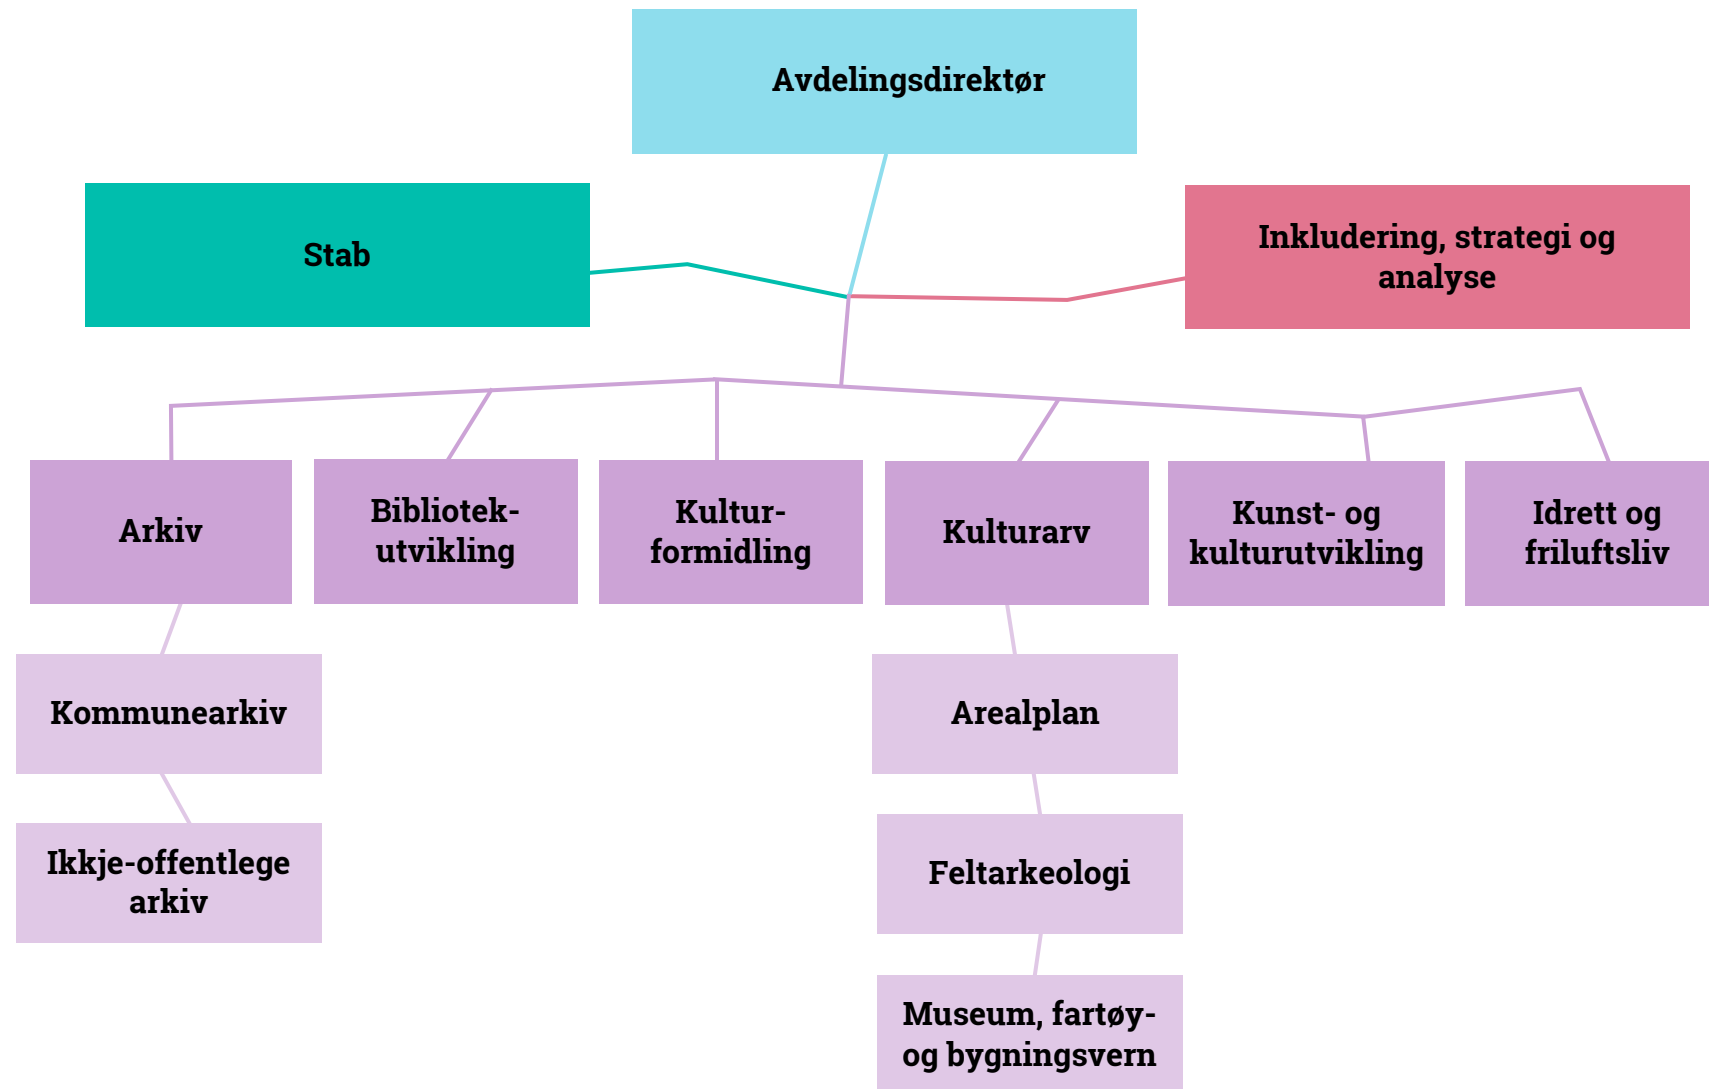 Avdelingsdirektør
Stab
Inkludering, strategi og
analyse
Arkiv
Bibliotek-
utvikling
Kultur-
formidling
Kulturarv
Kunst- og
kulturutvikling
Idrett og
friluftsliv
Kommunearkiv
Ikkje-offentlege
arkiv
Arealplan
Feltarkeologi
Museum, fartøy-
og bygningsvern